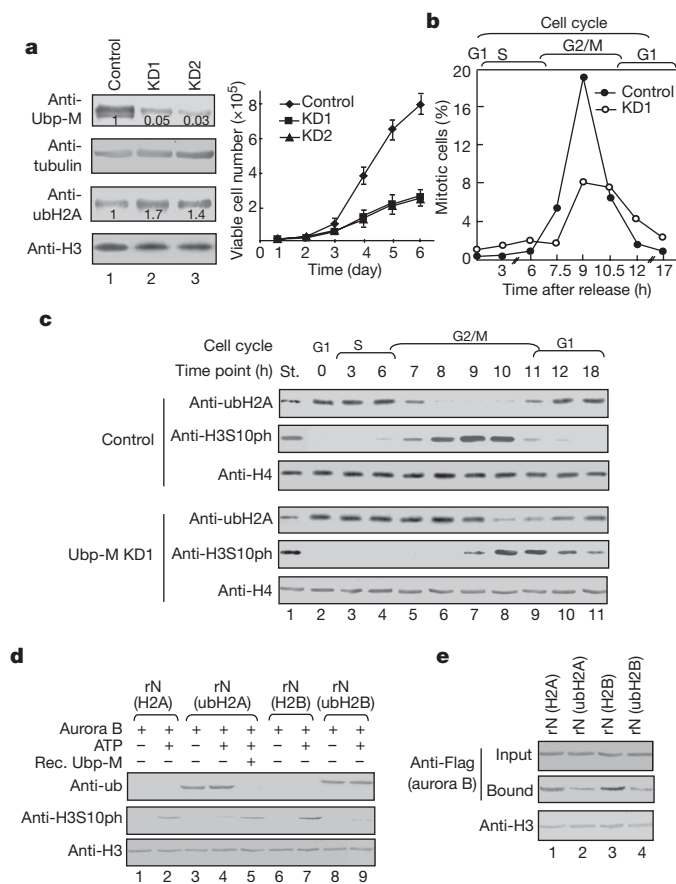 a
Control
KD1
KD2
Anti-
Ubp-M
1 0.05 0.03
Anti-
tubulin
Anti-
ubH2A
1 1.7 1.4
Anti-H3
1 2 3
Viable cell number (×10⁵)
8
6
4
2
Control
KD1
KD2
0 1 2 3 4 5 6
Time (day)
b
Cell cycle
G1 S G2/M G1
Mitotic cells (%)
20
16
12
8
4
0
Control
KD1
3 6 7.5 9 10.5 12 17
Time after release (h)
c
Cell cycle G1 S G2/M G1
Time point (h) St. 0 3 6 7 8 9 10 11 12 18
Control
Anti-ubH2A
Anti-H3S10ph
Anti-H4
Ubp-M KD1
Anti-ubH2A
Anti-H3S10ph
Anti-H4
1 2 3 4 5 6 7 8 9 10 11
d
rN (H2A) rN (ubH2A) rN (H2B) rN (ubH2B)
Aurora B + + + + + + + + +
ATP − + − + + − + − +
Rec. Ubp-M − − − − + − − − −
Anti-ub
Anti-H3S10ph
Anti-H3
1 2 3 4 5 6 7 8 9
e
rN (H2A)
rN (ubH2A)
rN (H2B)
rN (ubH2B)
Anti-Flag
(aurora B)
Input
Bound
Anti-H3
1 2 3 4